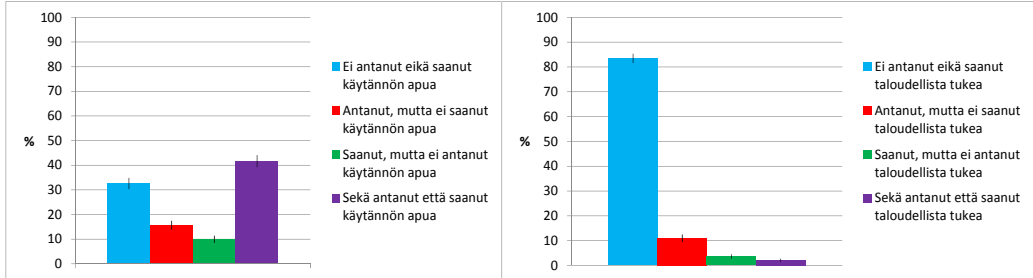 100
90
80
70
60
50
40
30
20
10
0
%
Ei antanut eikä saanut
käytännön apua
Antanut, mutta ei saanut
käytännön apua
Saanut, mutta ei antanut
käytännön apua
Sekä antanut että saanut
käytännön apua
100
90
80
70
60
50
40
30
20
10
0
%
Ei antanut eikä saanut
taloudellista tukea
Antanut, mutta ei saanut
taloudellista tukea
Saanut, mutta ei antanut
taloudellista tukea
Sekä antanut että saanut
taloudellista tukea